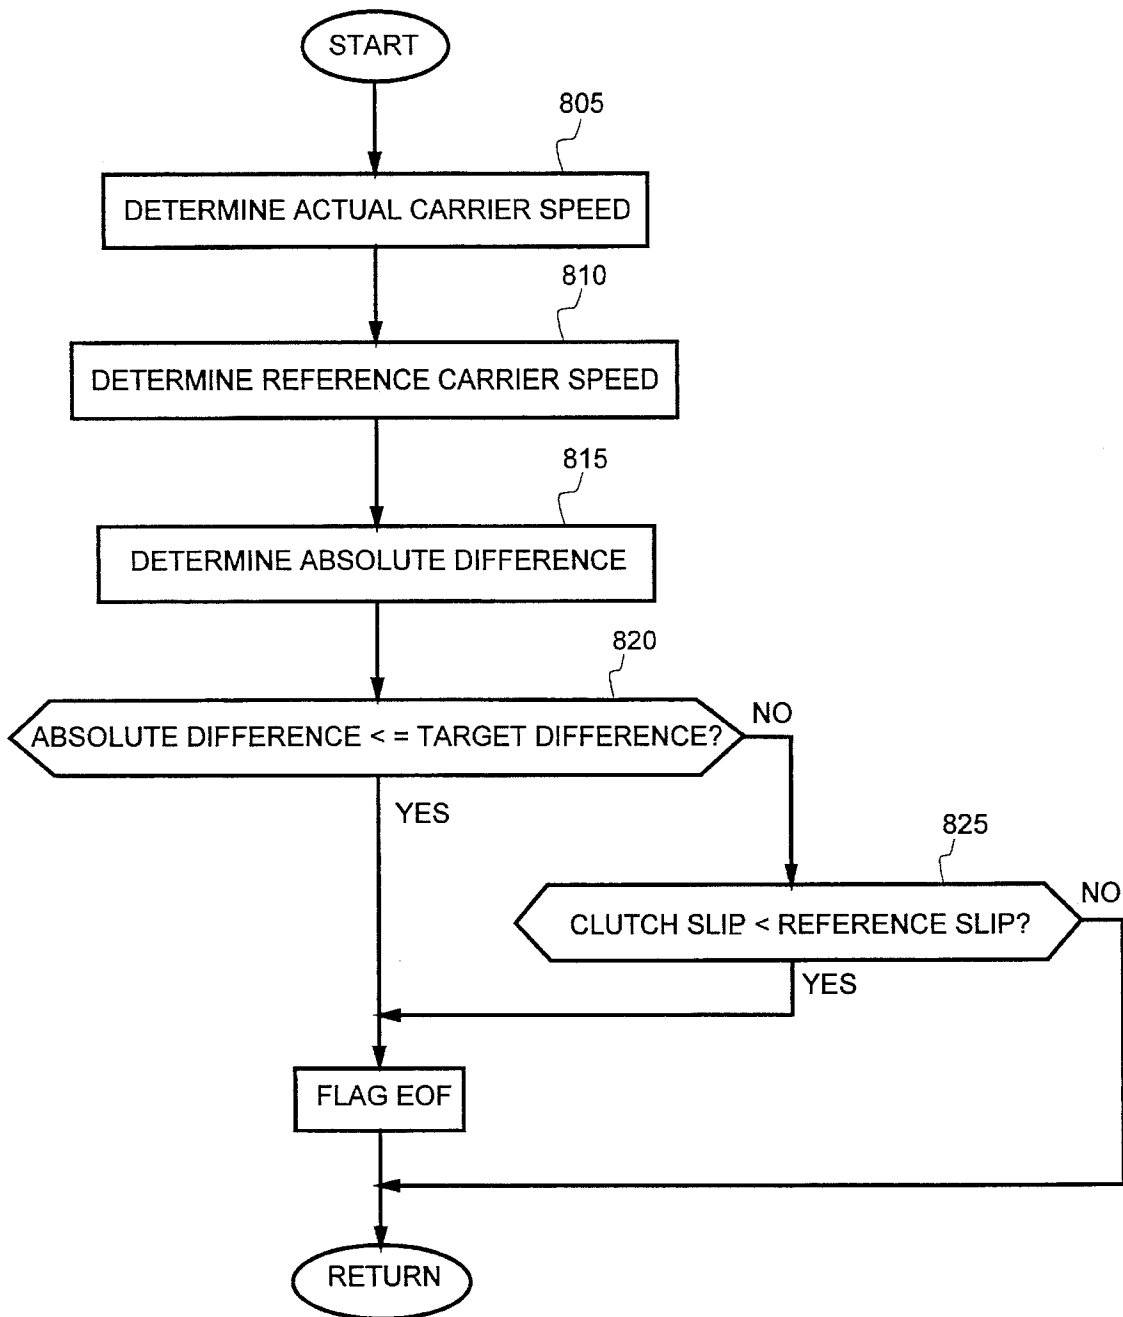 START
805
DETERMINE ACTUAL CARRIER SPEED
810
DETERMINE REFERENCE CARRIER SPEED
815
DETERMINE ABSOLUTE DIFFERENCE
820
ABSOLUTE DIFFERENCE < = TARGET DIFFERENCE?
NO
YES
825
CLUTCH SLIP < REFERENCE SLIP?
NO
YES
FLAG EOF
RETURN